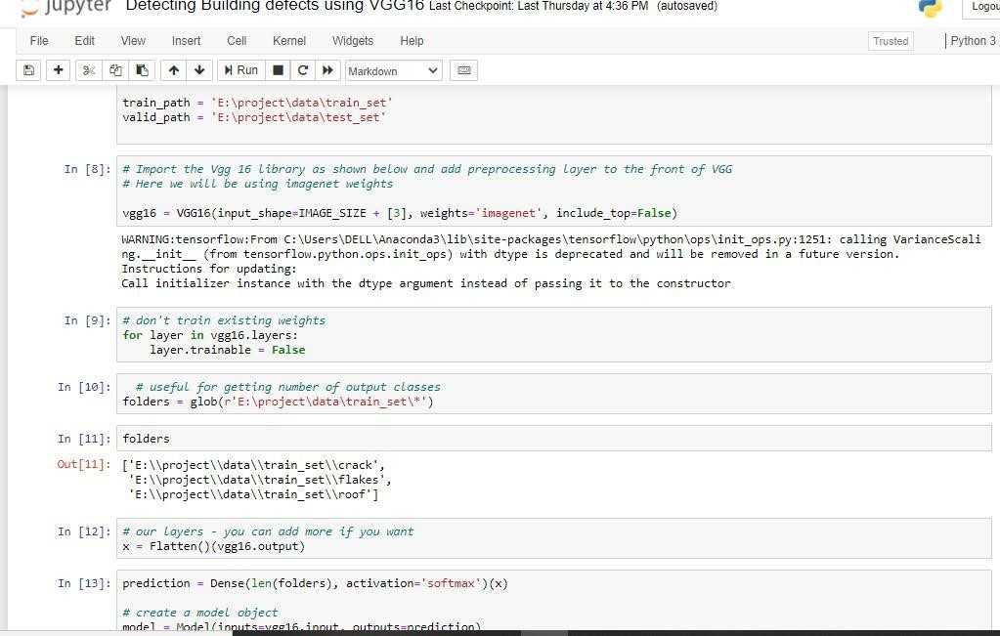 jupyter Detecting Building defects using VGG16 Last Checkpoint: Last Thursday at 4:36 PM (autosaved)
File Edit View Insert Cell Kernel Widgets Help Trusted Python 3
Run Markdown
train_path = 'E:\project\data\train_set'
valid_path = 'E:\project\data\test_set'
In [8]: # Import the Vgg 16 library as shown below and add preprocessing layer to the front of VGG
# Here we will be using imagenet weights
vgg16 = VGG16(input_shape=IMAGE_SIZE + [3], weights='imagenet', include_top=False)
WARNING:tensorflow:From C:\Users\DELL\Anaconda3\lib\site-packages\tensorflow\python\ops\init_ops.py:1251: calling VarianceScali
ng.__init__ (from tensorflow.python.ops.init_ops) with dtype is deprecated and will be removed in a future version.
Instructions for updating:
Call initializer instance with the dtype argument instead of passing it to the constructor
In [9]: # don't train existing weights
for layer in vgg16.layers:
    layer.trainable = False
In [10]:   # useful for getting number of output classes
folders = glob(r'E:\project\data\train_set\*')
In [11]: folders
Out[11]: ['E:\\project\\data\\train_set\\crack',
 'E:\\project\\data\\train_set\\flakes',
 'E:\\project\\data\\train_set\\roof']
In [12]: # our layers - you can add more if you want
x = Flatten()(vgg16.output)
In [13]: prediction = Dense(len(folders), activation='softmax')(x)
# create a model object
model = Model(inputs=vgg16.input, outputs=prediction)